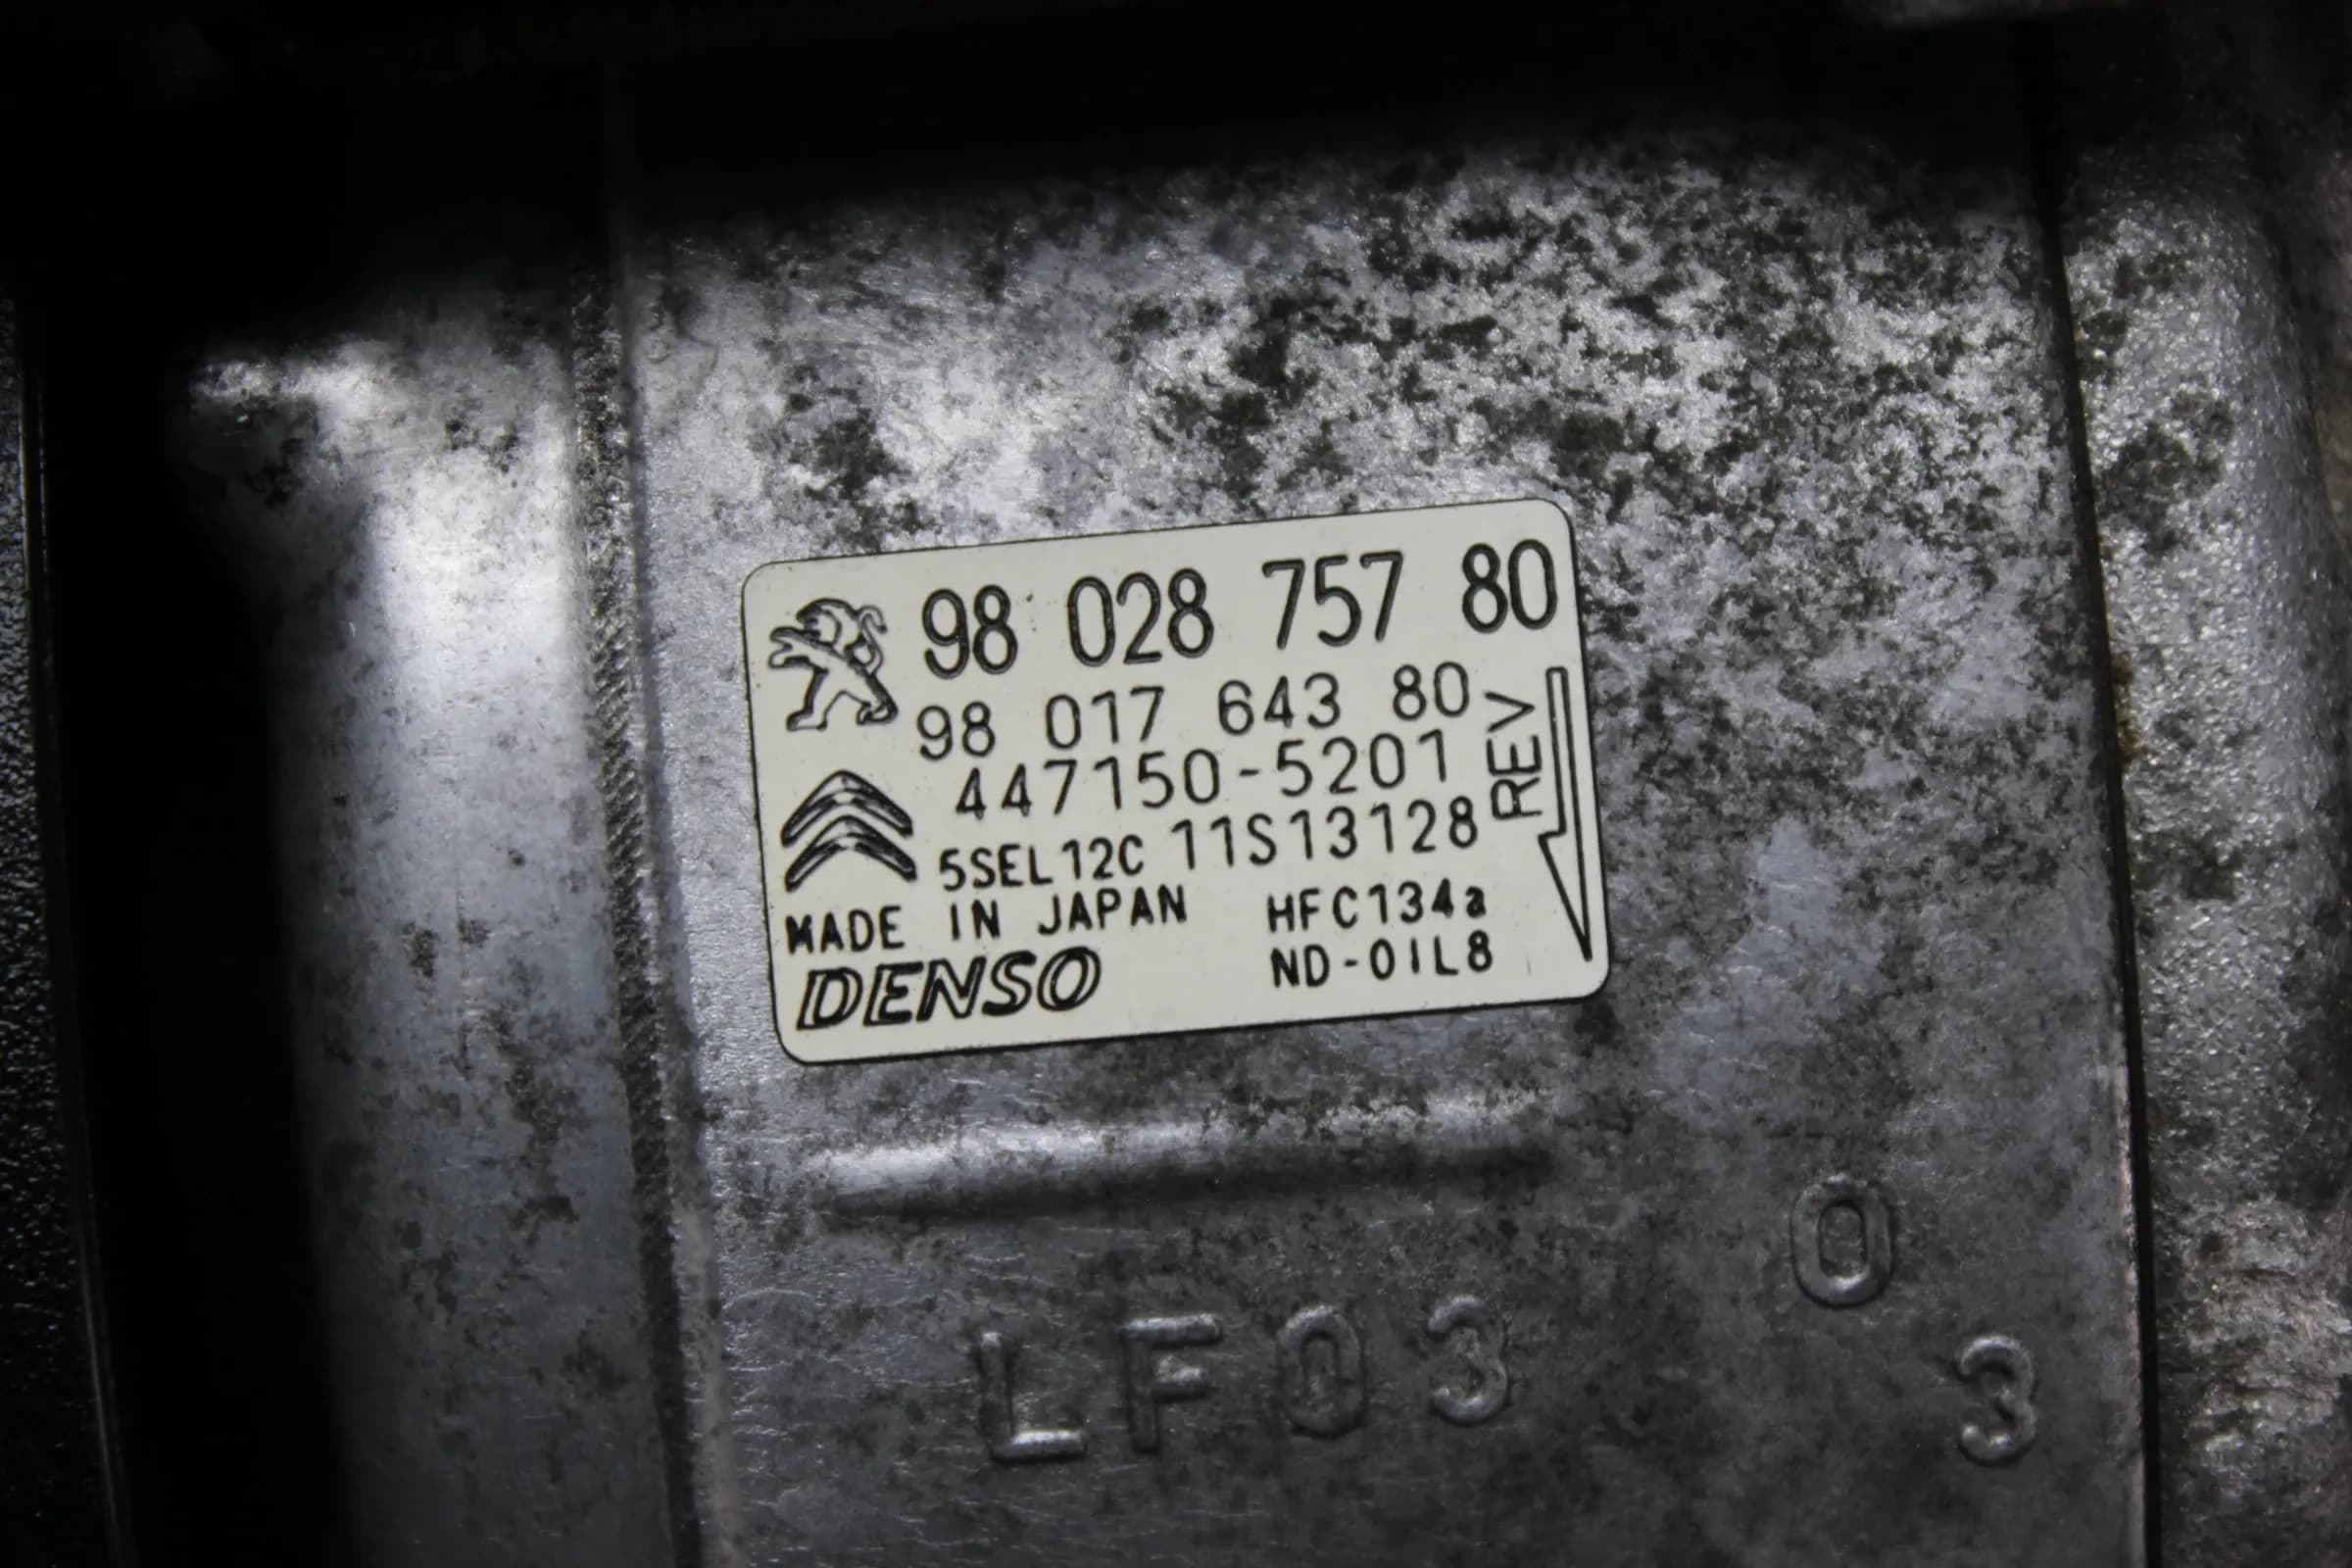 98 028 757 80
98 017 643 80
447150-5201
5SEL12C 11S13128
REV
MADE IN JAPAN HFC134a
DENSO ND-OIL8
0
LF03
3